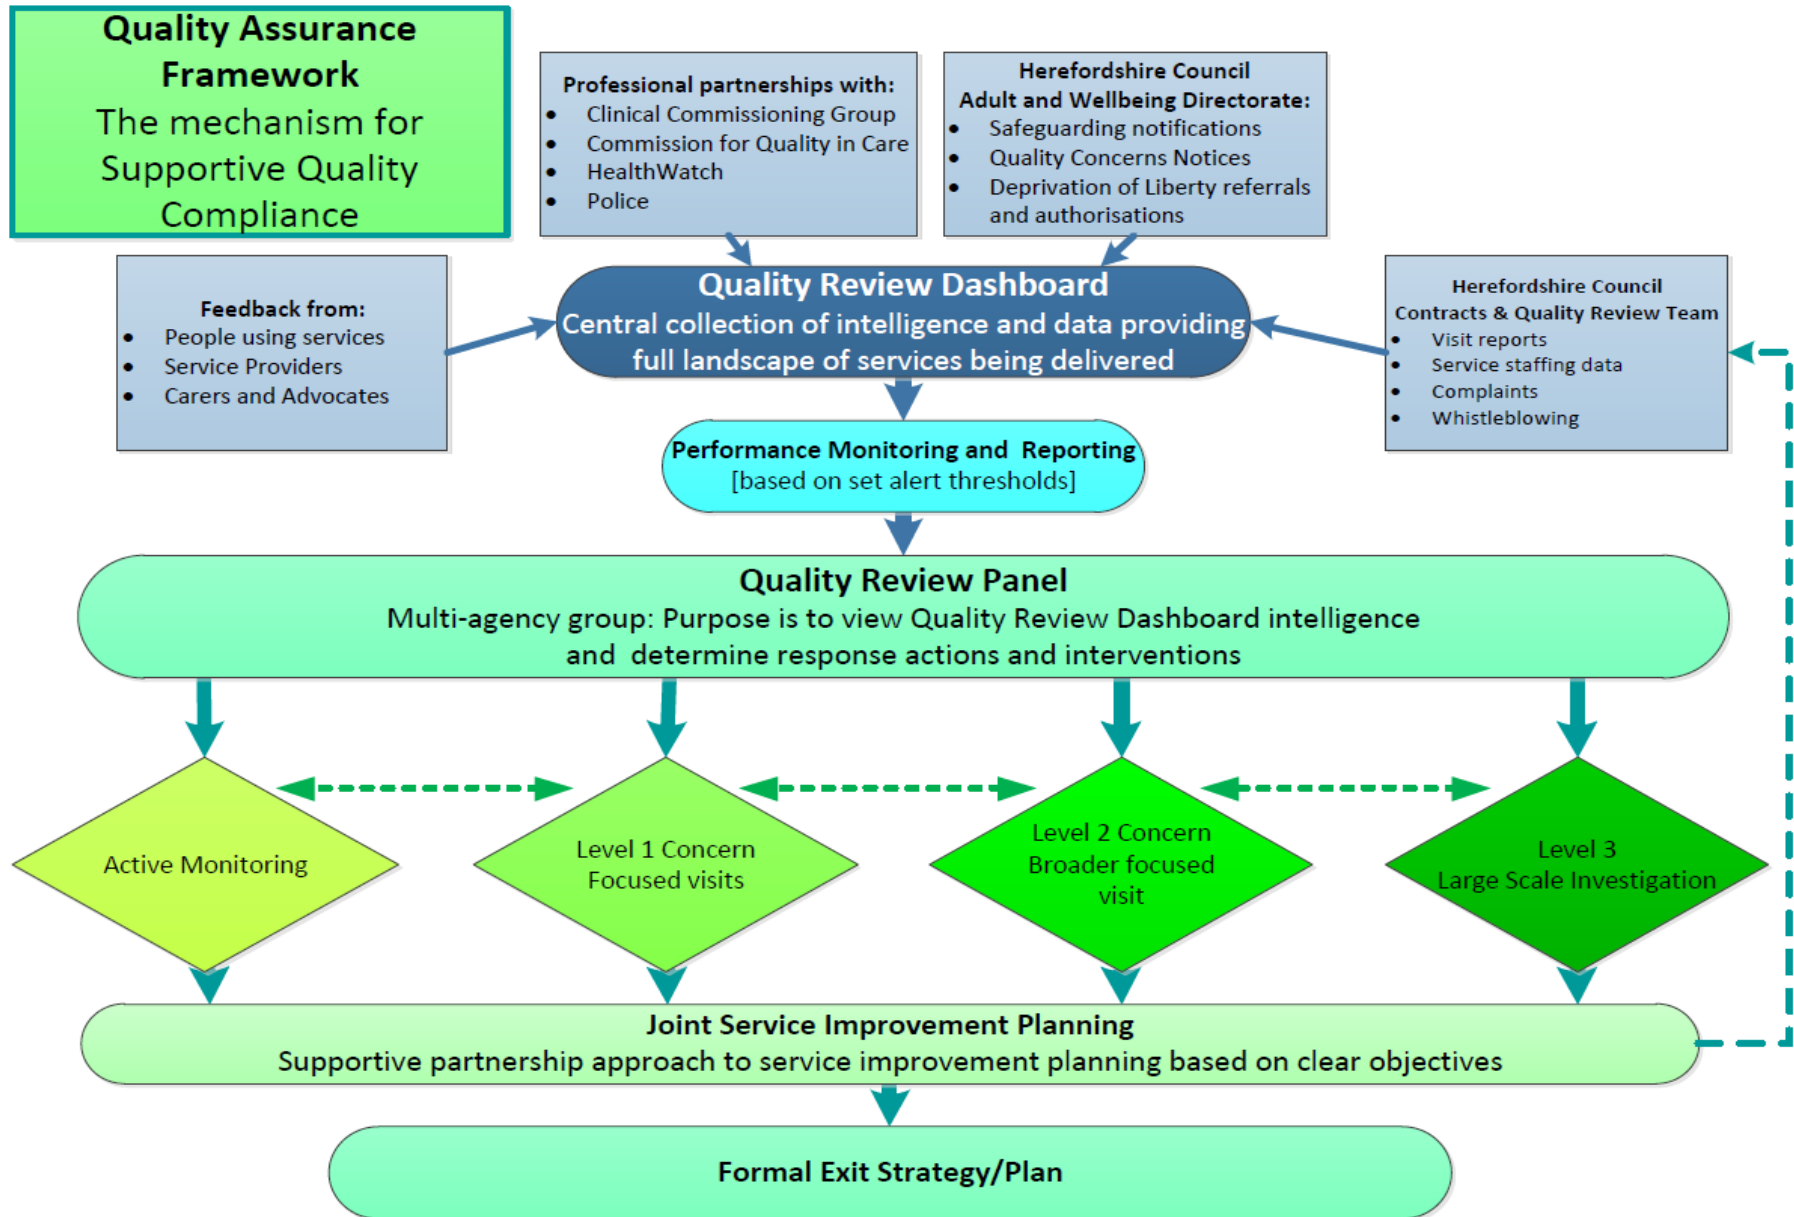 Quality Assurance
Framework
The mechanism for
Supportive Quality
Compliance
Professional partnerships with:
• Clinical Commissioning Group
• Commission for Quality in Care
• HealthWatch
• Police
Herefordshire Council
Adult and Wellbeing Directorate:
• Safeguarding notifications
• Quality Concerns Notices
• Deprivation of Liberty referrals
and authorisations
Feedback from:
• People using services
• Service Providers
• Carers and Advocates
Quality Review Dashboard
Central collection of intelligence and data providing
full landscape of services being delivered
Herefordshire Council
Contracts & Quality Review Team
• Visit reports
• Service staffing data
• Complaints
• Whistleblowing
Performance Monitoring and Reporting
[based on set alert thresholds]
Quality Review Panel
Multi-agency group: Purpose is to view Quality Review Dashboard intelligence
and determine response actions and interventions
Active Monitoring
Level 1 Concern
Focused visits
Level 2 Concern
Broader focused
visit
Level 3
Large Scale Investigation
Joint Service Improvement Planning
Supportive partnership approach to service improvement planning based on clear objectives
Formal Exit Strategy/Plan